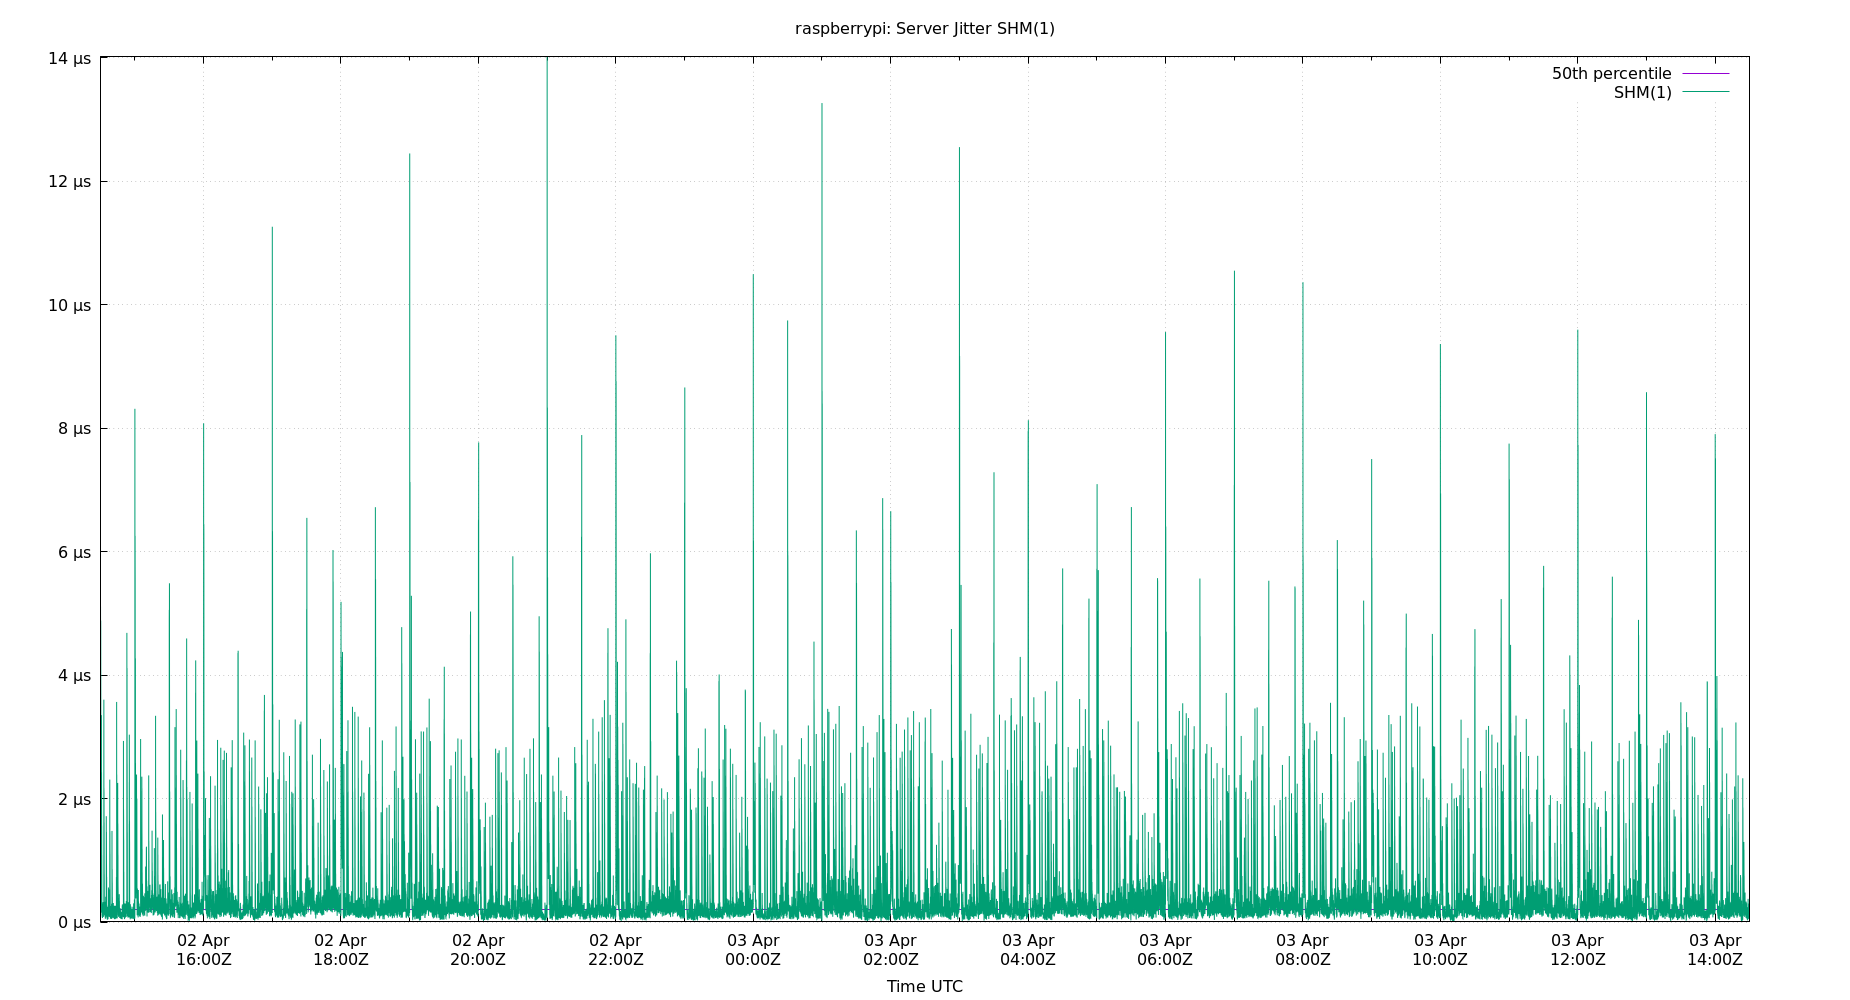 raspberrypi: Server Jitter SHM(1)
50th percentile
SHM(1)
14 µs
12 µs
10 µs
8 µs
6 µs
4 µs
2 µs
0 µs
02 Apr 02 Apr 02 Apr 02 Apr 03 Apr 03 Apr 03 Apr 03 Apr 03 Apr 03 Apr 03 Apr 03 Apr
16:00Z 18:00Z 20:00Z 22:00Z 00:00Z 02:00Z 04:00Z 06:00Z 08:00Z 10:00Z 12:00Z 14:00Z
Time UTC